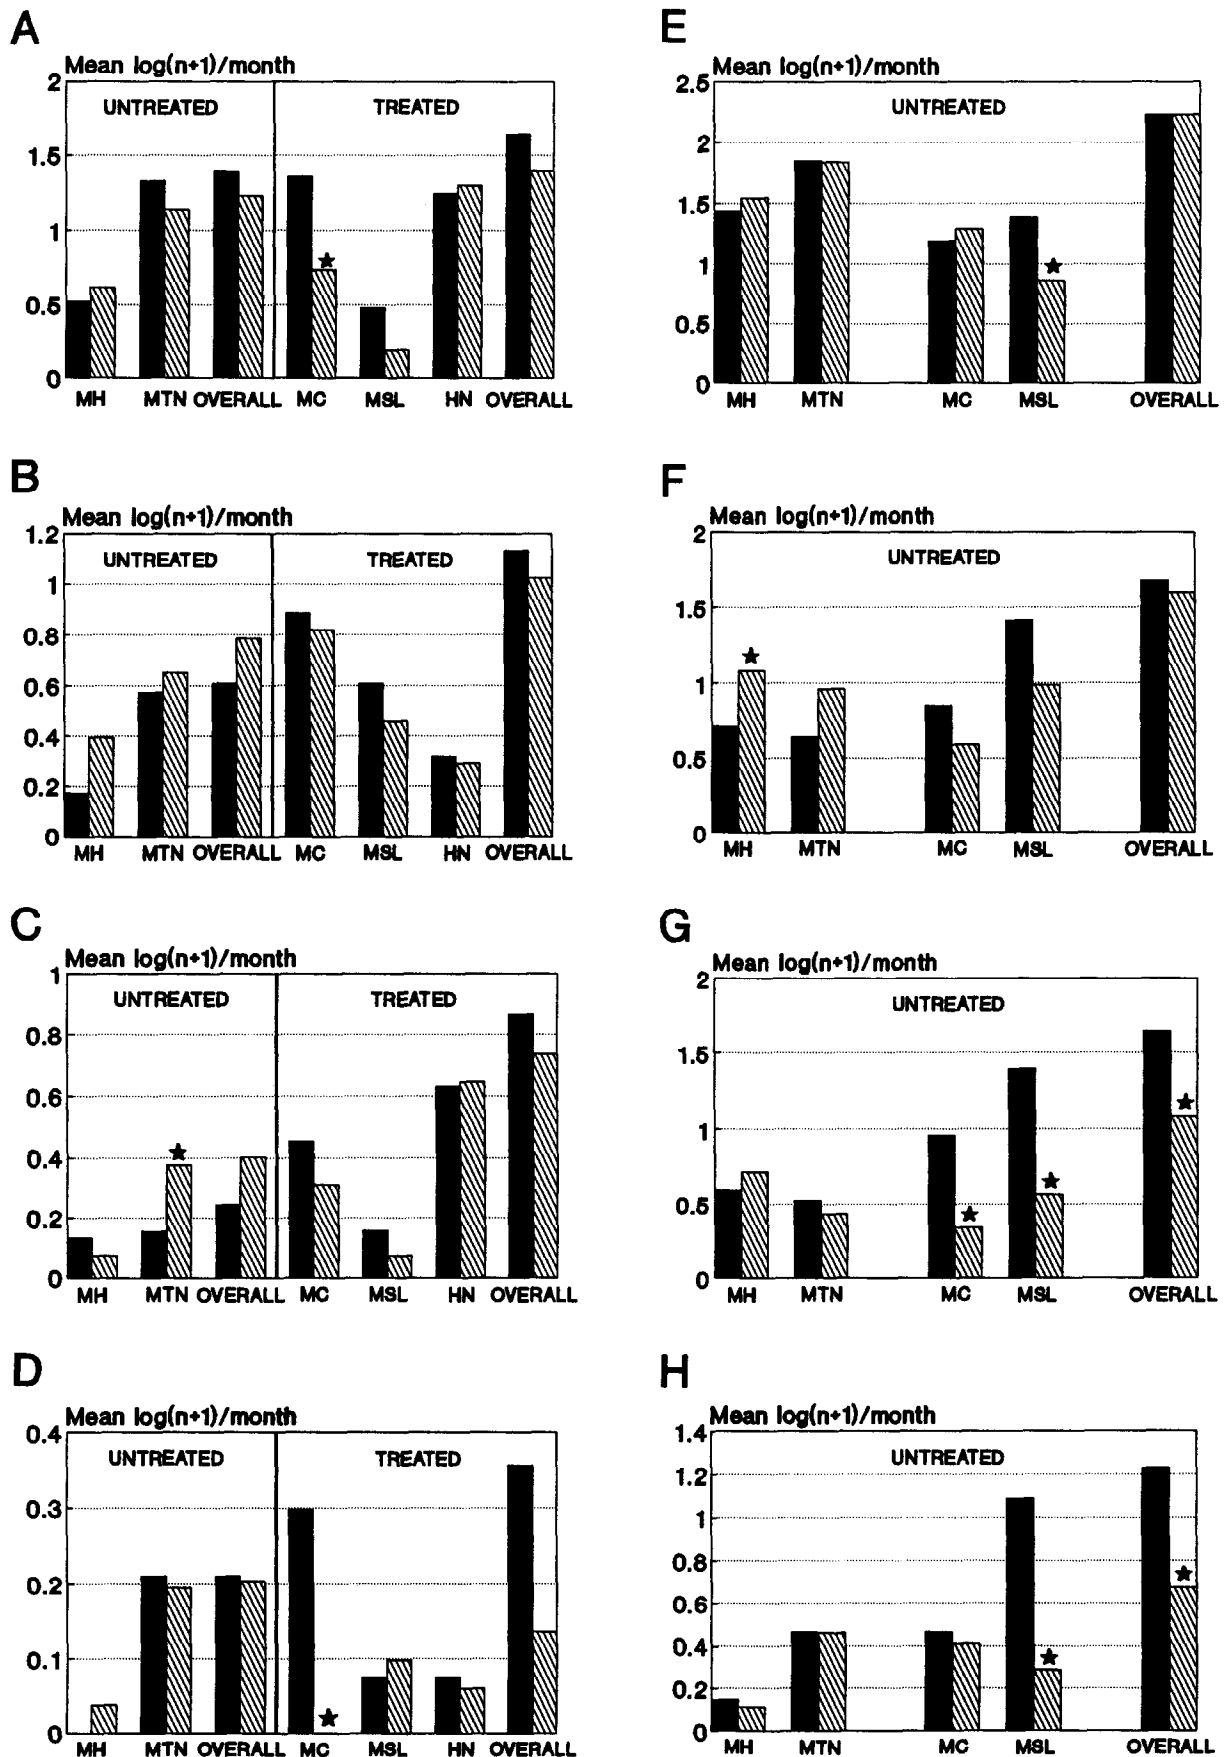 A
Mean log(n+1)/month
2
UNTREATED
TREATED
1.5
1
0.5
0
MH MTN OVERALL MC MSL HN OVERALL
B
Mean log(n+1)/month
1.2
UNTREATED
TREATED
1
0.8
0.6
0.4
0.2
0
MH MTN OVERALL MC MSL HN OVERALL
C
Mean log(n+1)/month
1
UNTREATED
TREATED
0.8
0.6
0.4
0.2
0
MH MTN OVERALL MC MSL HN OVERALL
D
Mean log(n+1)/month
0.4
UNTREATED
TREATED
0.3
0.2
0.1
0
MH MTN OVERALL MC MSL HN OVERALL
E
Mean log(n+1)/month
2.5
UNTREATED
2
1.5
1
0.5
0
MH MTN MC MSL OVERALL
F
Mean log(n+1)/month
2
UNTREATED
1.5
1
0.5
0
MH MTN MC MSL OVERALL
G
Mean log(n+1)/month
2
UNTREATED
1.5
1
0.5
0
MH MTN MC MSL OVERALL
H
Mean log(n+1)/month
1.4
UNTREATED
1.2
1
0.8
0.6
0.4
0.2
0
MH MTN MC MSL OVERALL